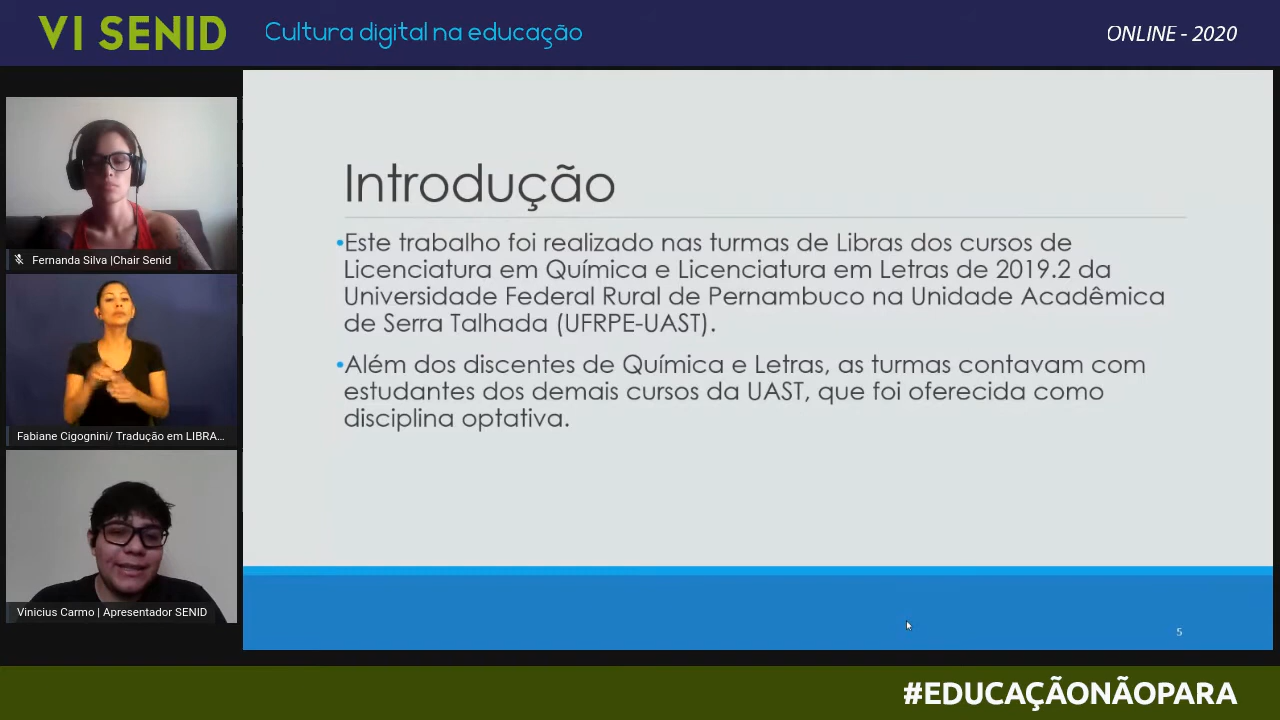 VI SENID
Cultura digital na educação
ONLINE - 2020
Fernanda Silva |Chair Senid
Fabiane Cigognini/ Tradução em LIBRA...
Vinicius Carmo | Apresentador SENID
Introdução
•Este trabalho foi realizado nas turmas de Libras dos cursos de
Licenciatura em Química e Licenciatura em Letras de 2019.2 da
Universidade Federal Rural de Pernambuco na Unidade Acadêmica
de Serra Talhada (UFRPE-UAST).
•Além dos discentes de Química e Letras, as turmas contavam com
estudantes dos demais cursos da UAST, que foi oferecida como
disciplina optativa.
5
#EDUCAÇÃONÃOPARA